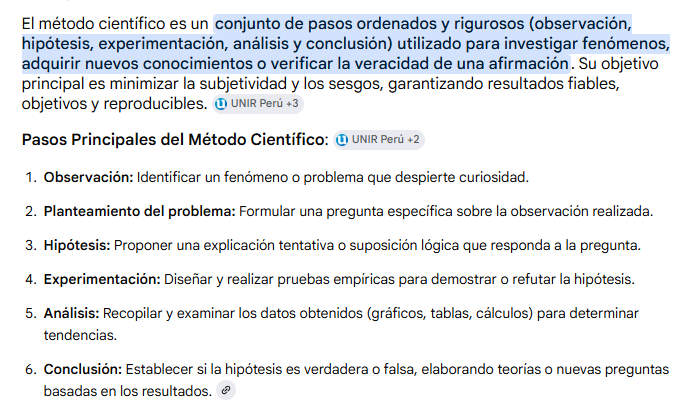 El método científico es un conjunto de pasos ordenados y rigurosos (observación,
hipótesis, experimentación, análisis y conclusión) utilizado para investigar fenómenos,
adquirir nuevos conocimientos o verificar la veracidad de una afirmación. Su objetivo
principal es minimizar la subjetividad y los sesgos, garantizando resultados fiables,
objetivos y reproducibles. UNIR Perú +3
Pasos Principales del Método Científico: UNIR Perú +2
1. Observación: Identificar un fenómeno o problema que despierte curiosidad.
2. Planteamiento del problema: Formular una pregunta específica sobre la observación realizada.
3. Hipótesis: Proponer una explicación tentativa o suposición lógica que responda a la pregunta.
4. Experimentación: Diseñar y realizar pruebas empíricas para demostrar o refutar la hipótesis.
5. Análisis: Recopilar y examinar los datos obtenidos (gráficos, tablas, cálculos) para determinar
tendencias.
6. Conclusión: Establecer si la hipótesis es verdadera o falsa, elaborando teorías o nuevas preguntas
basadas en los resultados.